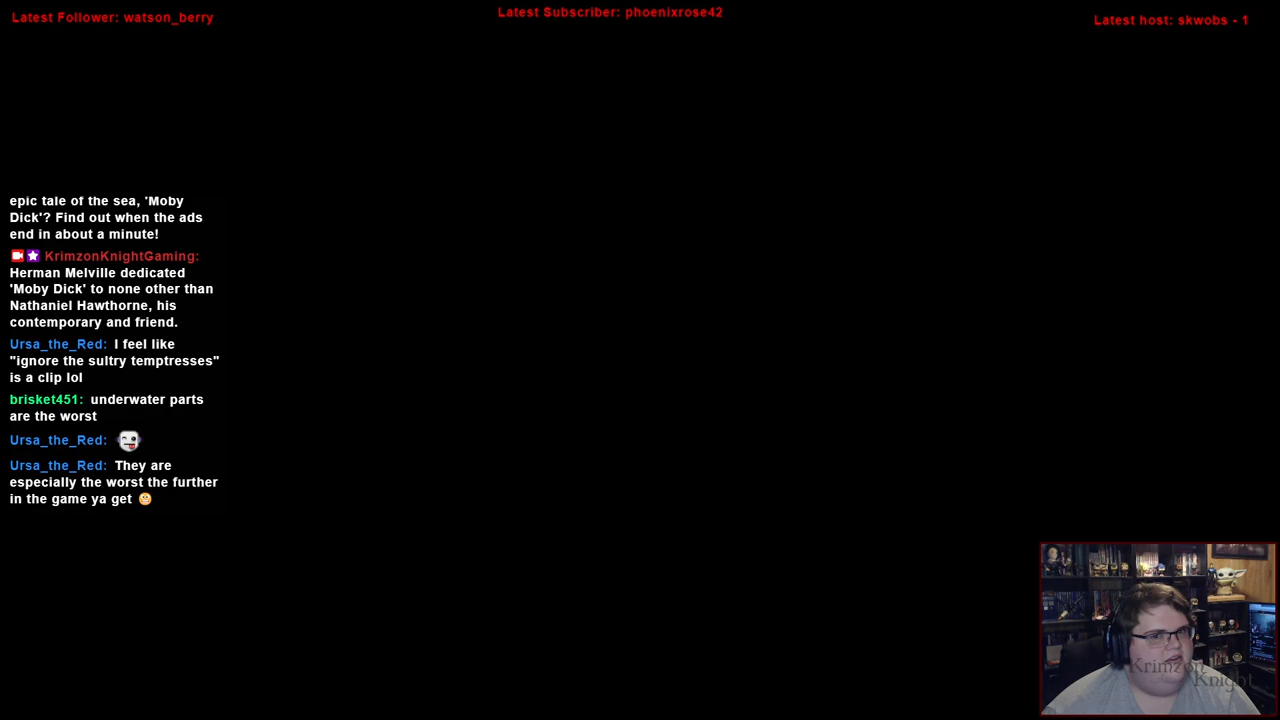 Latest Follower: watson_berry
Latest Subscriber: phoenixrose42
Latest host: skwobs - 1
epic tale of the sea, 'Moby
Dick'? Find out when the ads
end in about a minute!
KrimzonKnightGaming:
Herman Melville dedicated
'Moby Dick' to none other than
Nathaniel Hawthorne, his
contemporary and friend.
Ursa_the_Red: I feel like
"ignore the sultry temptresses"
is a clip lol
brisket451: underwater parts
are the worst
Ursa_the_Red:
Ursa_the_Red: They are
especially the worst the further
in the game ya get
Krimzon
Knight